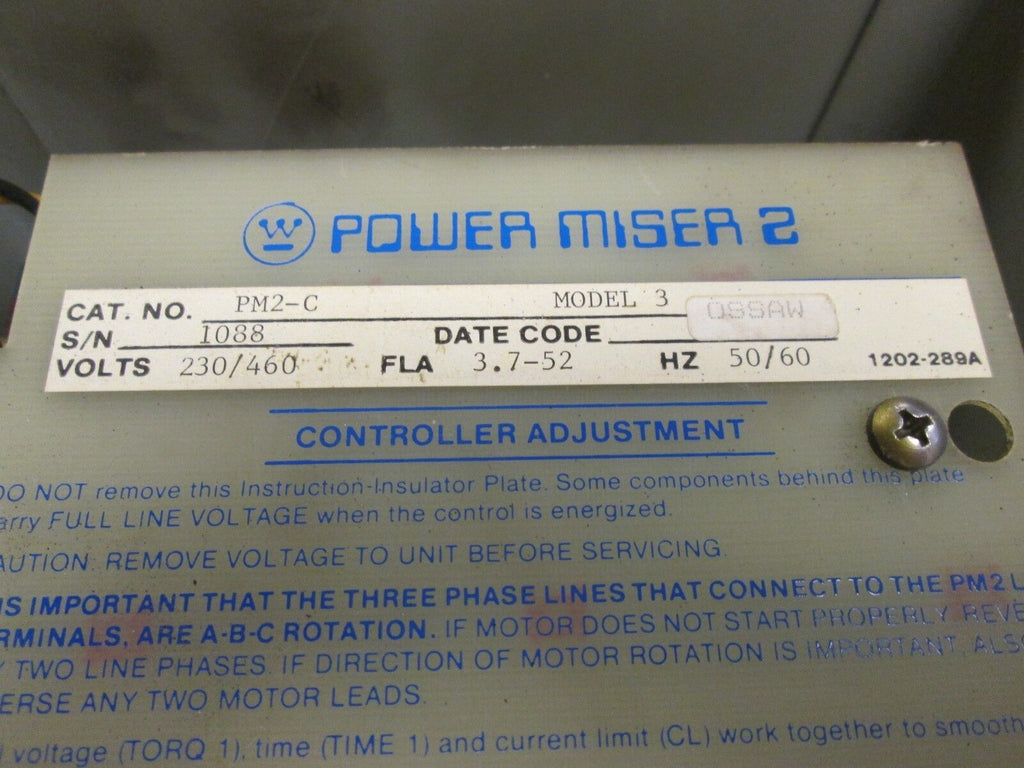 POWER MISER 2
CAT. NO. PM2-C MODEL 3
S/N 1088 DATE CODE
VOLTS 230/460 FLA 3.7-52 HZ 50/60 1202-289A
CONTROLLER ADJUSTMENT
DO NOT remove this Instruction-Insulator Plate. Some components behind this plate
arry FULL LINE VOLTAGE when the control is energized.
AUTION: REMOVE VOLTAGE TO UNIT BEFORE SERVICING.
IS IMPORTANT THAT THE THREE PHASE LINES THAT CONNECT TO THE PM2 L
RMINALS, ARE A-B-C ROTATION. IF MOTOR DOES NOT START PROPERLY, REVE
Y TWO LINE PHASES. IF DIRECTION OF MOTOR ROTATION IS IMPORTANT, ALS
ERSE ANY TWO MOTOR LEADS.
l voltage (TORQ 1), time (TIME 1) and current limit (CL) work together to smooth